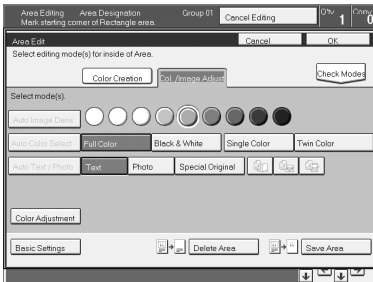 Area Editing Area Designation Group 01 Cancel Editing Q'ty 1 Copy 0
Mark starting corner of Rectangle area.
Area Edit Cancel OK
Select editing mode(s) for inside of Area.
Color Creation Col. /Image Adjust Check Modes
Select mode(s).
Auto Image Dens.
Auto Color Select Full Color Black & White Single Color Twin Color
Auto Text / Photo Text Photo Special Original
Color Adjustment
Basic Settings Delete Area Save Area